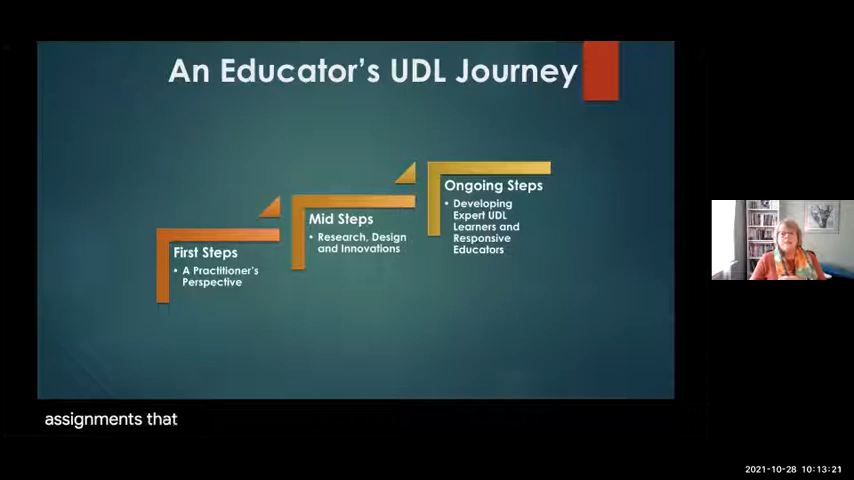 An Educator's UDL Journey
First Steps
• A Practitioner's
Perspective
Mid Steps
• Research, Design
and Innovations
Ongoing Steps
• Developing
Expert UDL
Learners and
Responsive
Educators
assignments that
2021-10-28 10:13:21